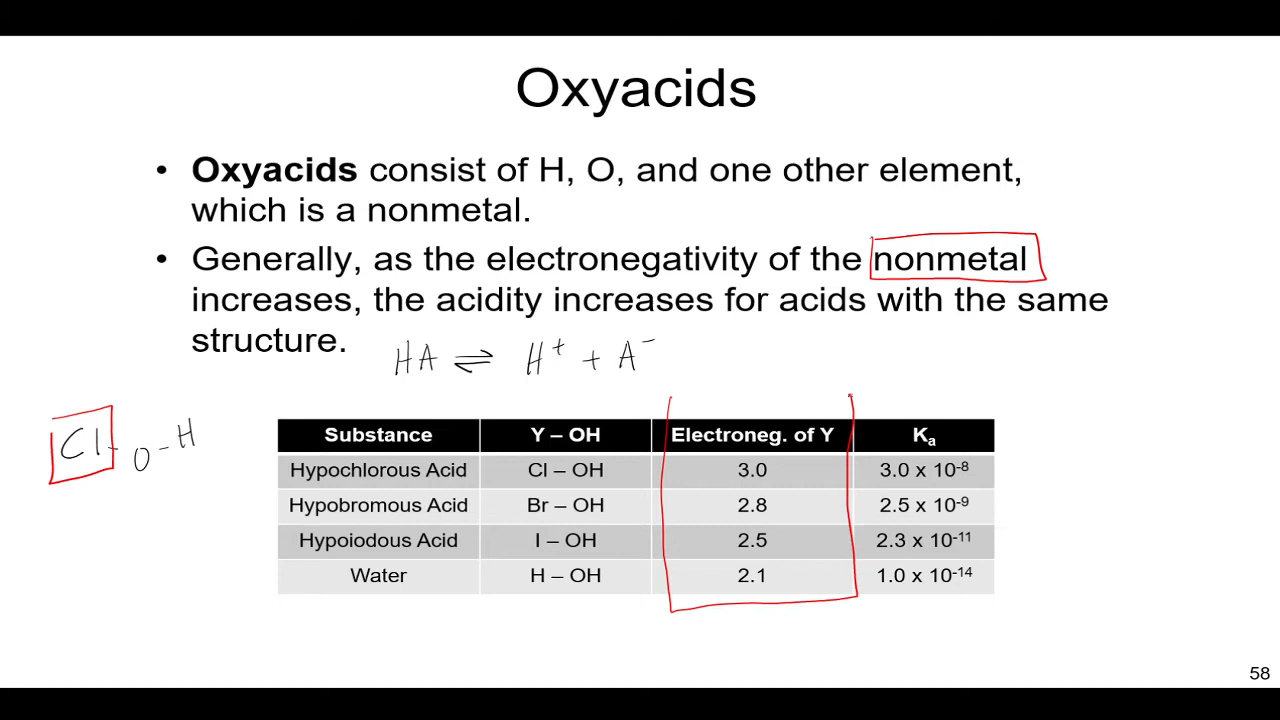 Oxyacids
• Oxyacids consist of H, O, and one other element,
which is a nonmetal.
• Generally, as the electronegativity of the nonmetal
increases, the acidity increases for acids with the same
structure.
HA ⇌ H⁺ + A⁻
Cl-O-H
Substance Y – OH Electroneg. of Y Kₐ
Hypochlorous Acid Cl – OH 3.0 3.0 x 10⁻⁸
Hypobromous Acid Br – OH 2.8 2.5 x 10⁻⁹
Hypoiodous Acid I – OH 2.5 2.3 x 10⁻¹¹
Water H – OH 2.1 1.0 x 10⁻¹⁴
58